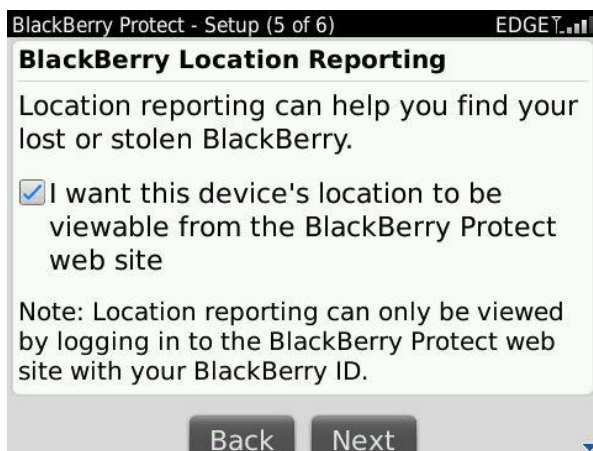 BlackBerry Protect - Setup (5 of 6) EDGE
BlackBerry Location Reporting
Location reporting can help you find your
lost or stolen BlackBerry.
I want this device's location to be
viewable from the BlackBerry Protect
web site
Note: Location reporting can only be viewed
by logging in to the BlackBerry Protect web
site with your BlackBerry ID.
Back Next